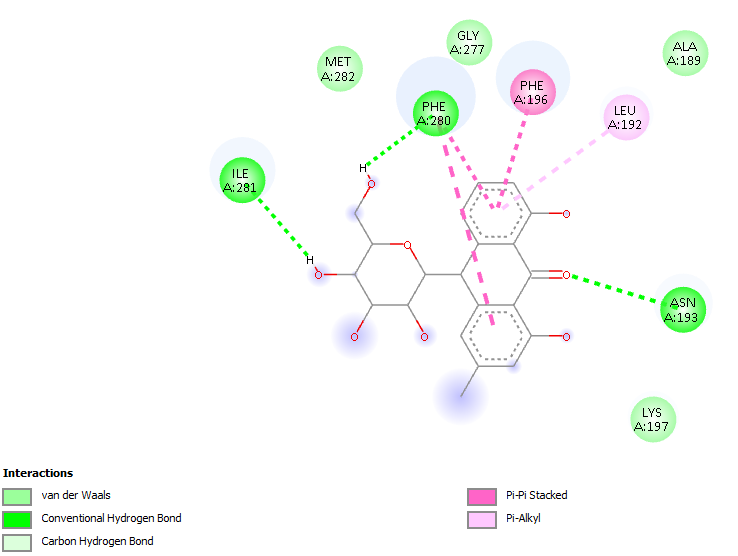 GLY
A:277
MET
A:282
ALA
A:189
PHE
A:280
PHE
A:196
LEU
A:192
ILE
A:281
H
O
H
O
O
O
O
O
O
O
O
ASN
A:193
LYS
A:197
Interactions
van der Waals
Conventional Hydrogen Bond
Carbon Hydrogen Bond
Pi-Pi Stacked
Pi-Alkyl